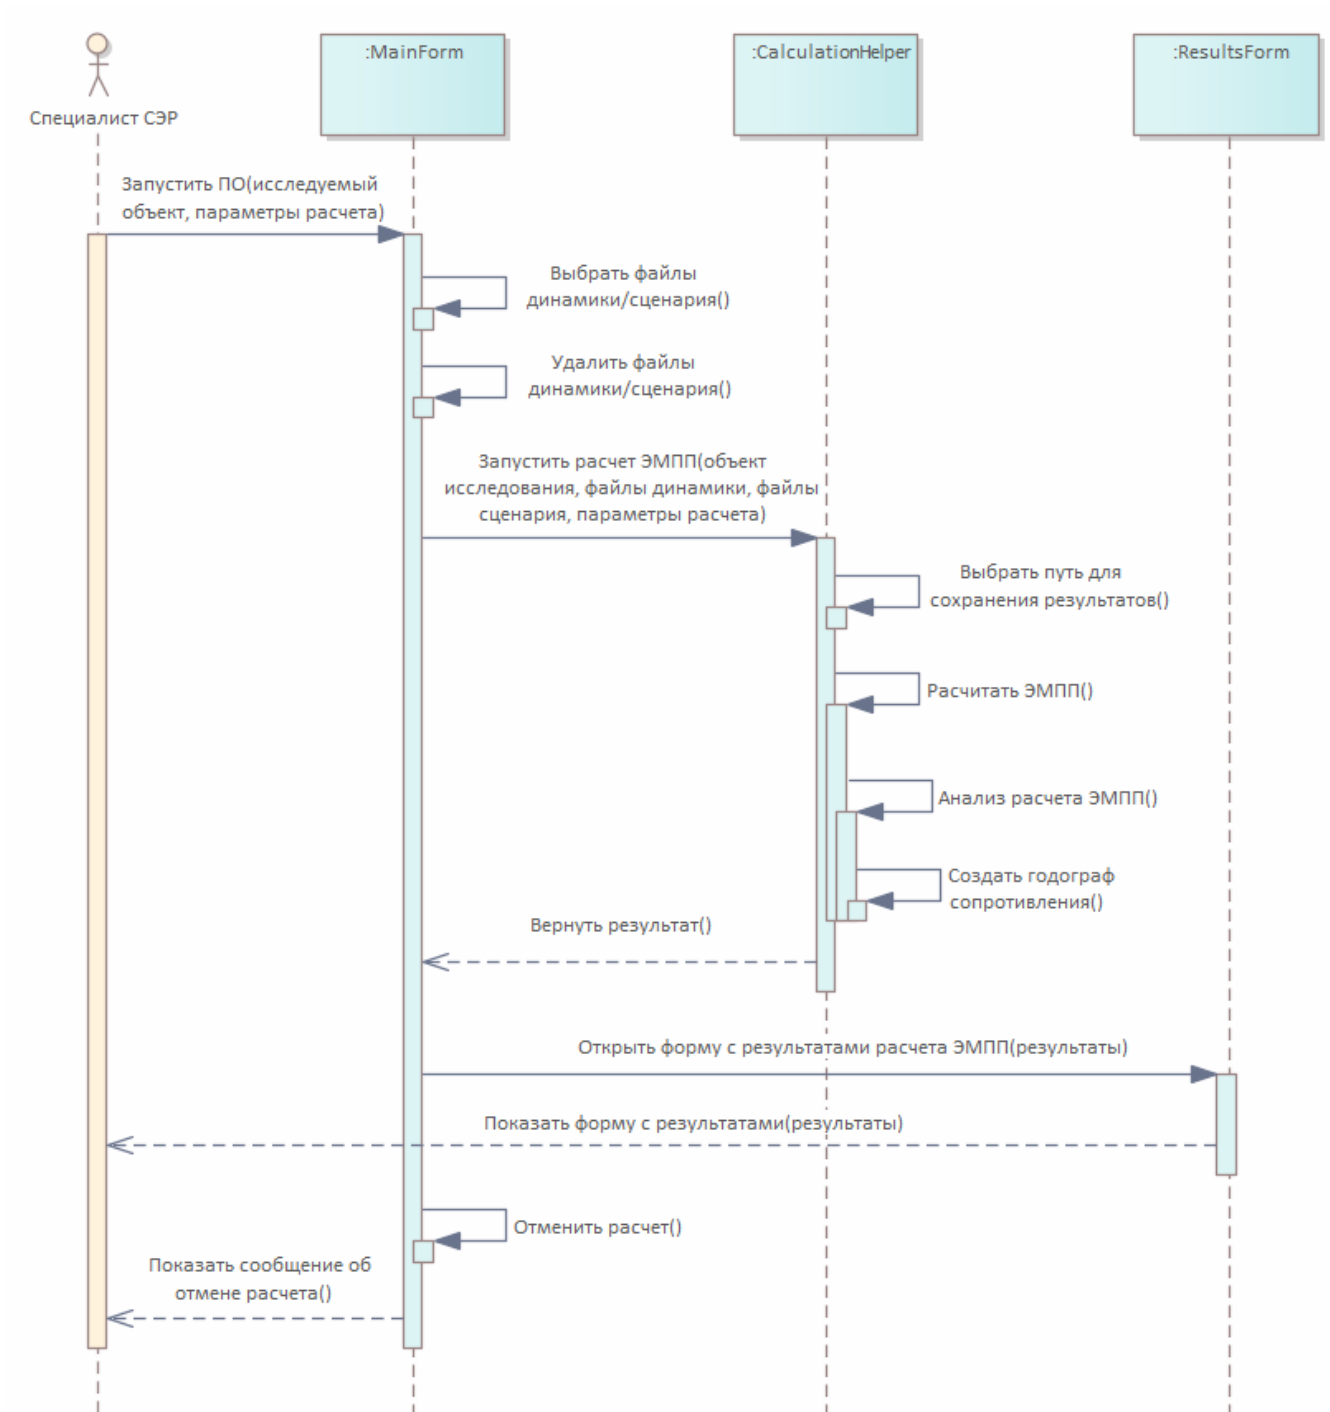 :MainForm
:CalculationHelper
:ResultsForm
Специалист СЭР
Запустить ПО(исследуемый
объект, параметры расчета)
Выбрать файлы
динамики/сценария()
Удалить файлы
динамики/сценария()
Запустить расчет ЭМПП(объект
исследования, файлы динамики, файлы
сценария, параметры расчета)
Выбрать путь для
сохранения результатов()
Расчитать ЭМПП()
Анализ расчета ЭМПП()
Создать годограф
сопротивления()
Вернуть результат()
Открыть форму с результатами расчета ЭМПП(результаты)
Показать форму с результатами(результаты)
Отменить расчет()
Показать сообщение об
отмене расчета()